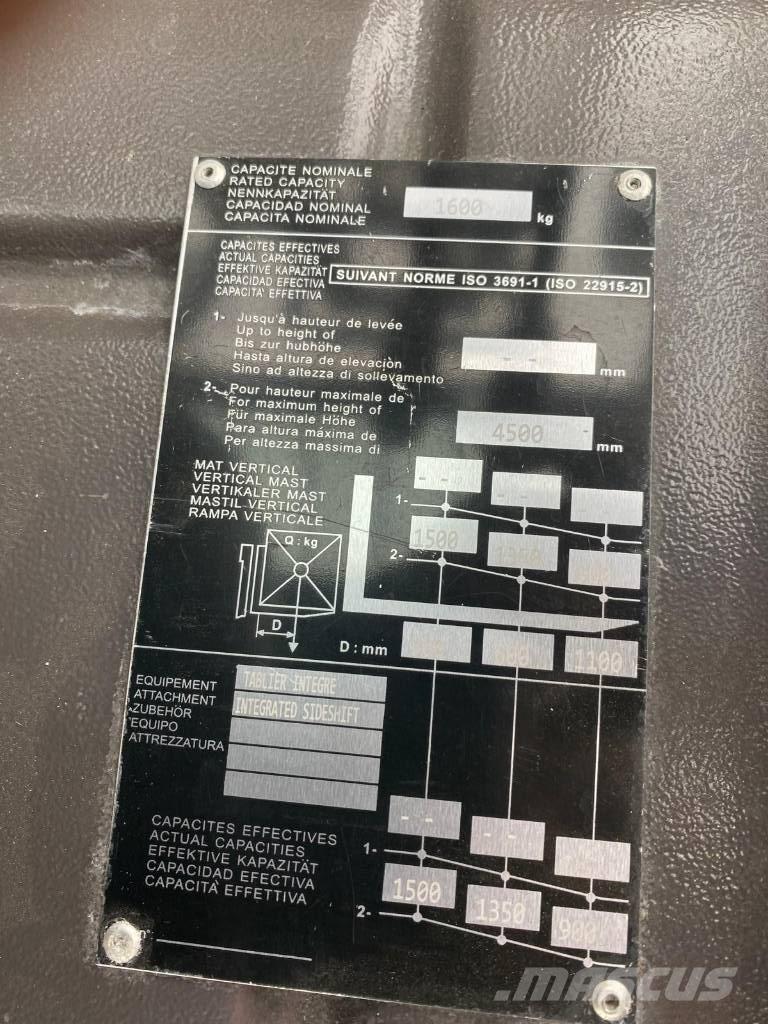 CAPACITE NOMINALE
RATED CAPACITY
NENNKAPAZITÄT
CAPACIDAD NOMINAL
CAPACITA NOMINALE
1600 kg
CAPACITES EFFECTIVES
ACTUAL CAPACITIES
EFFEKTIVE KAPAZITÄT
CAPACIDAD EFECTIVA
CAPACITA' EFFETTIVA
SUIVANT NORME ISO 3691-1 (ISO 22915-2)
1- Jusqu'à hauteur de levée
Up to height of
Bis zur hubhöhe
Hasta altura de elevaciòn
Sino ad altezza di sollevamento
- - mm
2- Pour hauteur maximale de
For maximum height of
Für maximale Höhe
Para altura máxima de
Per altezza massima di
4500 mm
MAT VERTICAL
VERTICAL MAST
VERTIKALER MAST
MASTIL VERTICAL
RAMPA VERTICALE
1- - - - -
2- 1500 1350
Q : kg
D
D : mm 1100
EQUIPEMENT
ATTACHMENT
ZUBEHÖR
EQUIPO
ATTREZZATURA
TABLIER INTEGRE
INTEGRATED SIDESHIFT
CAPACITES EFFECTIVES
ACTUAL CAPACITIES
EFFEKTIVE KAPAZITÄT
CAPACIDAD EFECTIVA
CAPACITÀ EFFETTIVA
1- - - - -
2- 1500 1350 900
MASCUS